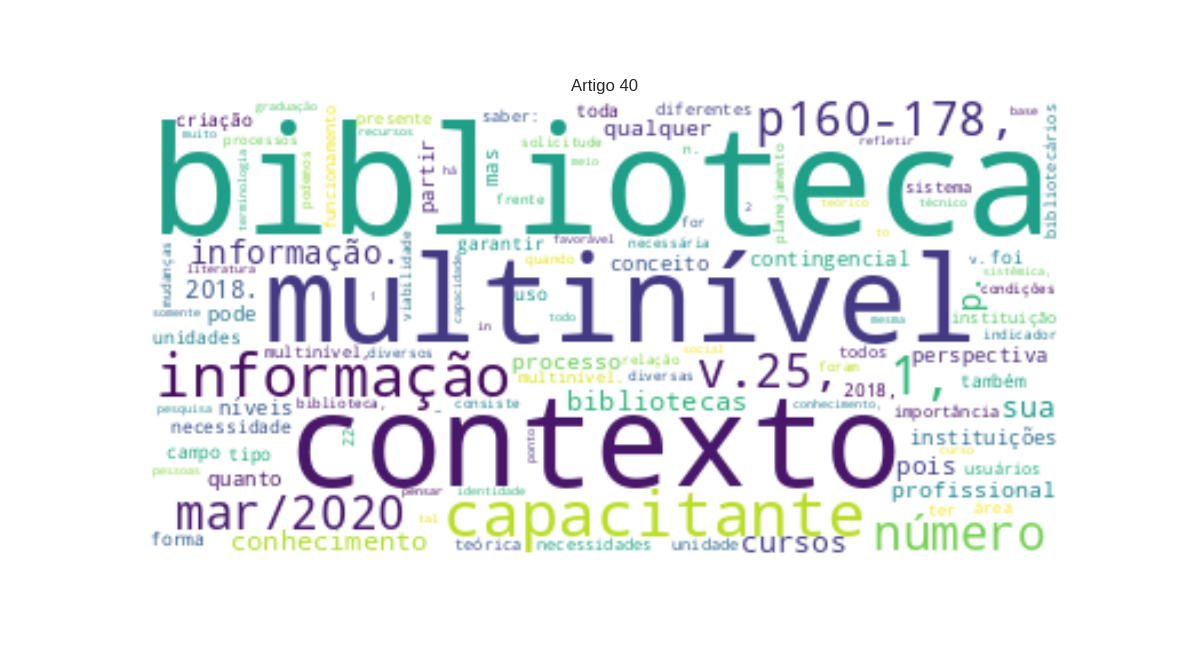 Artigo 40
graduação
criação
muito
processos
terminologia
podemos
funcionamento
presente
recursos
partir
há
mas
saber:
solicitude
meio
frente
toda
qualquer
diferentes
n.
p160-178,
base
refletir
planejamento
sistema
teórico
técnico
bibliotecários
biblioteca
2
for
to
mudanças
informação.
literatura
2018.
somente
pode
unidades
viabilidade
capacidade
garantir
favorável
necessária
quando
conceito
contingencial
v.
foi
sistêmica,
condições
p.
instituição
indicador
uso
todo
mesma
in
1
multinível
multinível,
diversos
processo
relação
social
multinível.
diversas
v.25,
foram
todos
2018,
1,
perspectiva
também
informação
pesquisa
níveis
biblioteca,
-
consiste
bibliotecas
conhecimento,
importância
sua
necessidade
22
ponto
contexto
instituições
curso
campo
tipo
pessoas
quanto
pois
usuários
profissional
pensar
identidade
mar/2020
tal
capacitante
ter
área
número
forma
conhecimento
teórica
necessidades
unidade
cursos